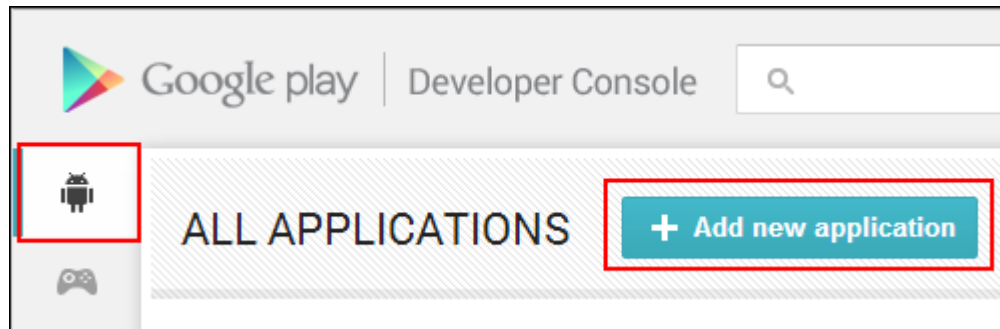 Google play | Developer Console
ALL APPLICATIONS
+ Add new application